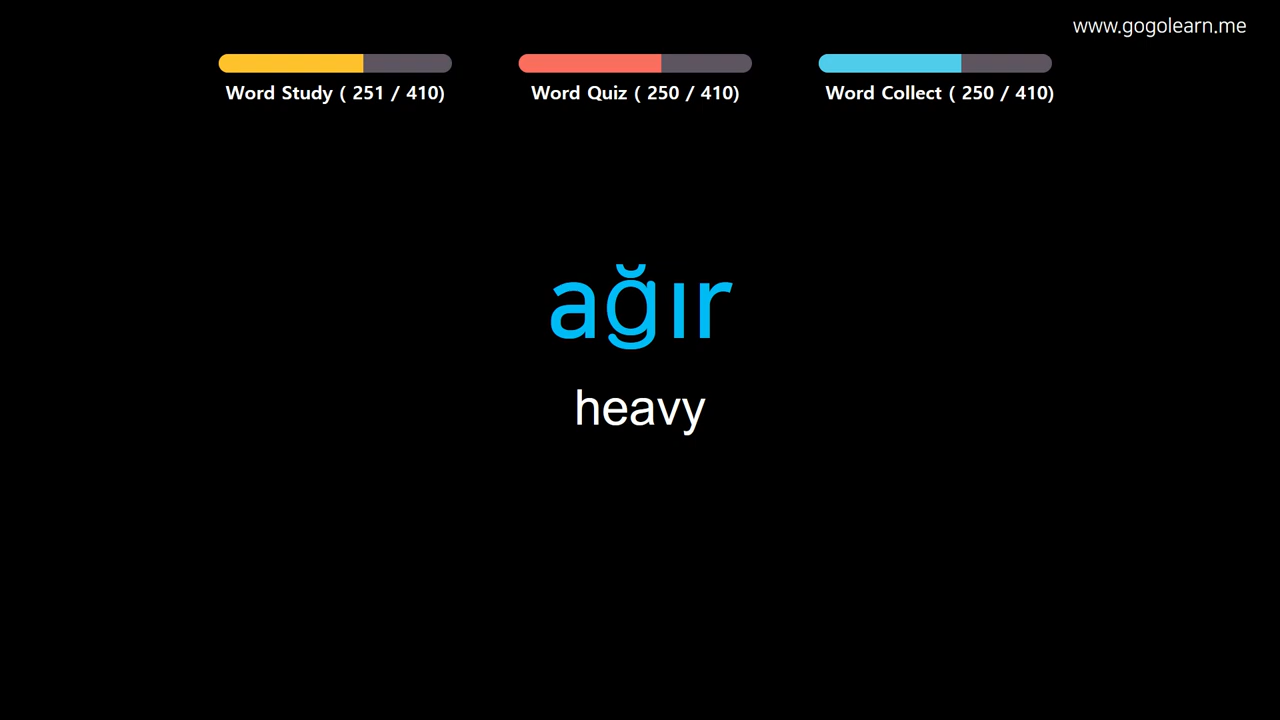 www.gogolearn.me
Word Study ( 251 / 410)
Word Quiz ( 250 / 410)
Word Collect ( 250 / 410)
ağır
heavy